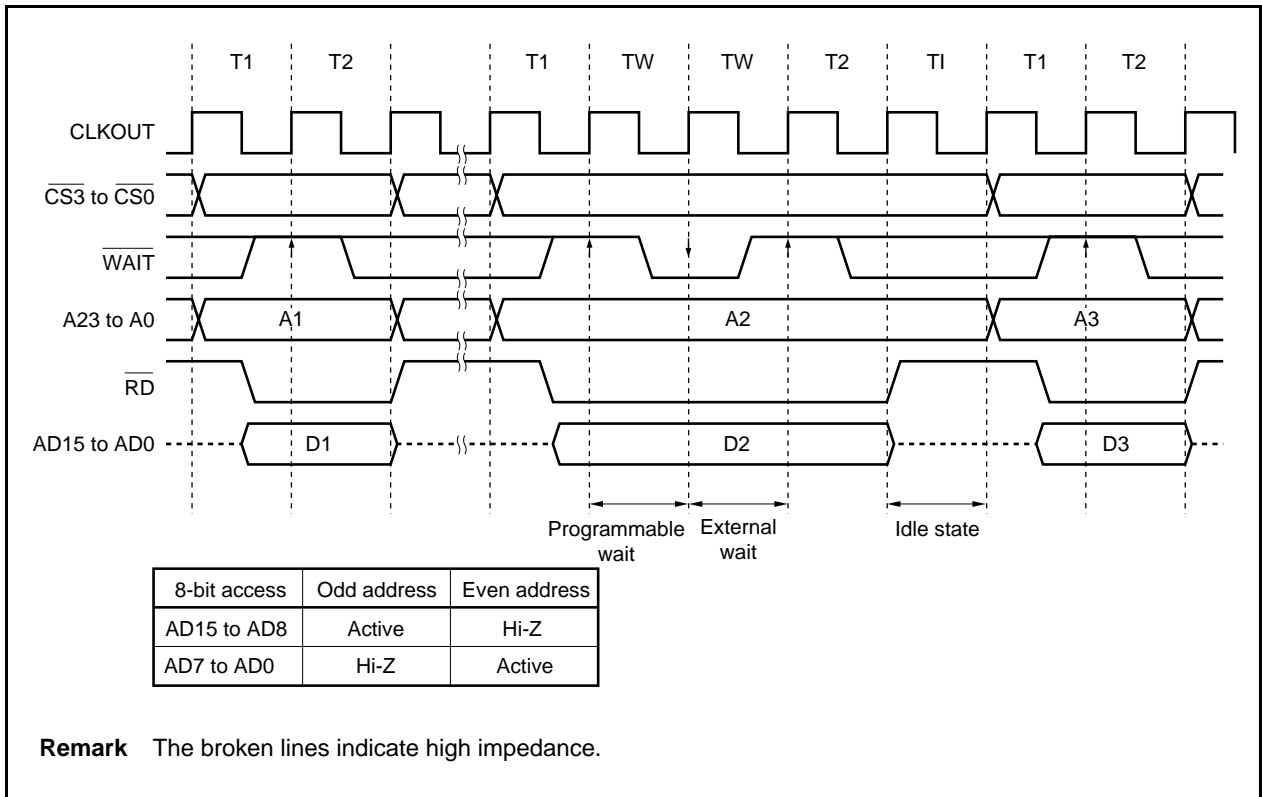 T1 T2 T1 TW TW T2 TI T1 T2
CLKOUT
CS3 to CS0
WAIT
A23 to A0 A1 A2 A3
RD
AD15 to AD0 D1 D2 D3
Programmable wait
External wait
Idle state
8-bit access Odd address Even address
AD15 to AD8 Active Hi-Z
AD7 to AD0 Hi-Z Active
Remark The broken lines indicate high impedance.